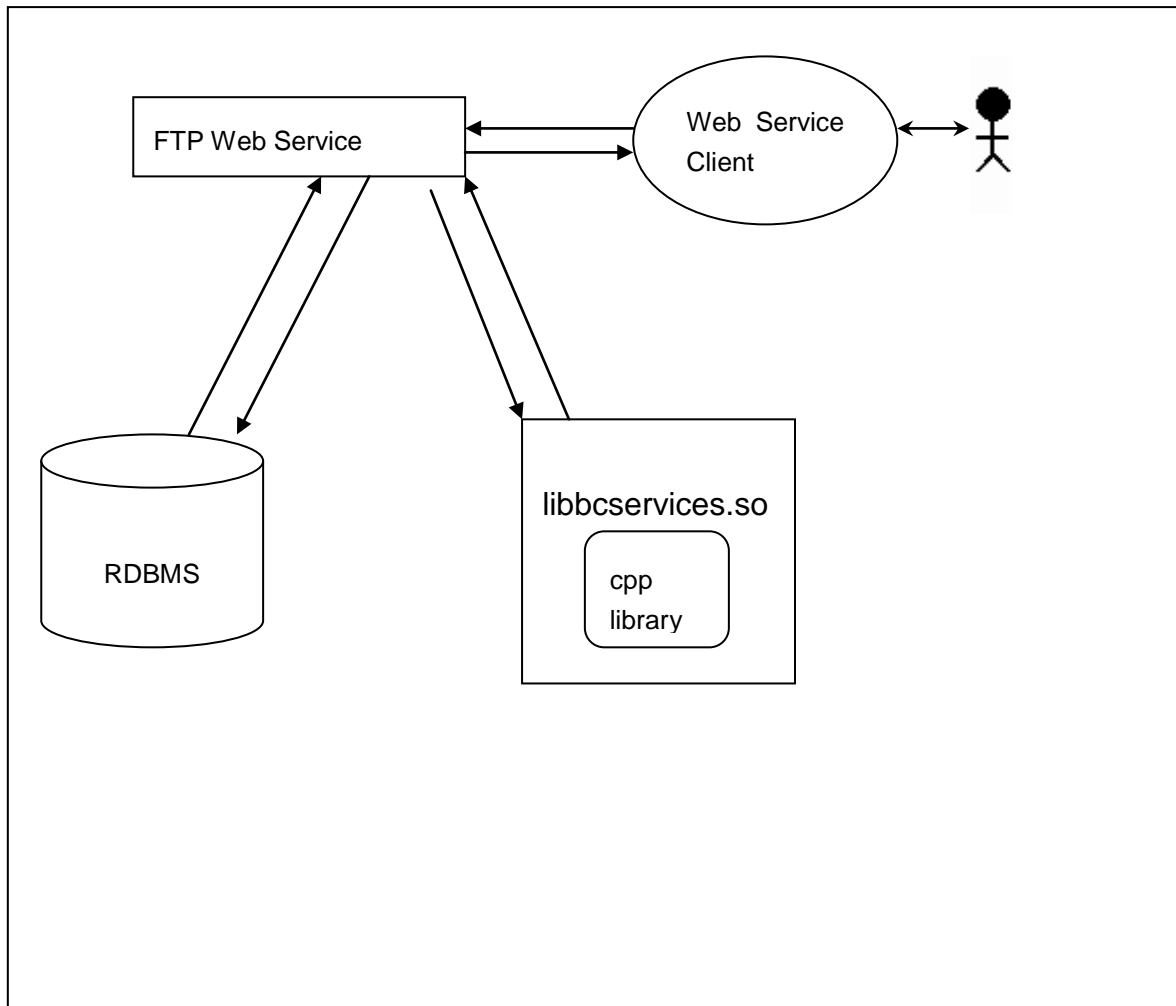 FTP Web Service
Web Service
Client
libbcservices.so
RDBMS
cpp
library